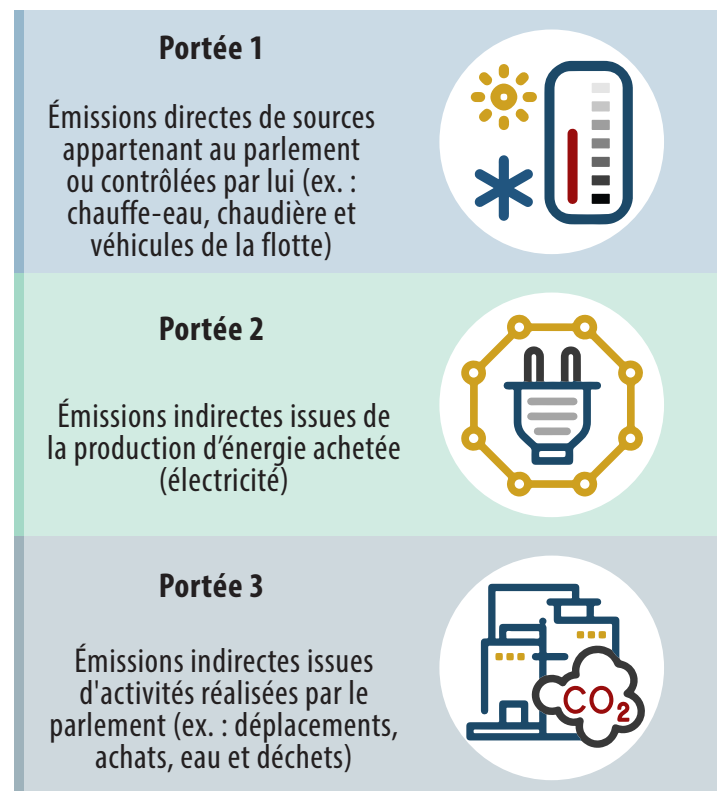 Portée 1
Émissions directes de sources
appartenant au parlement
ou contrôlées par lui (ex. :
chauffe-eau, chaudière et
véhicules de la flotte)
Portée 2
Émissions indirectes issues de
la production d’énergie achetée
(électricité)
Portée 3
Émissions indirectes issues
d'activités réalisées par le
parlement (ex. : déplacements,
achats, eau et déchets)
CO₂